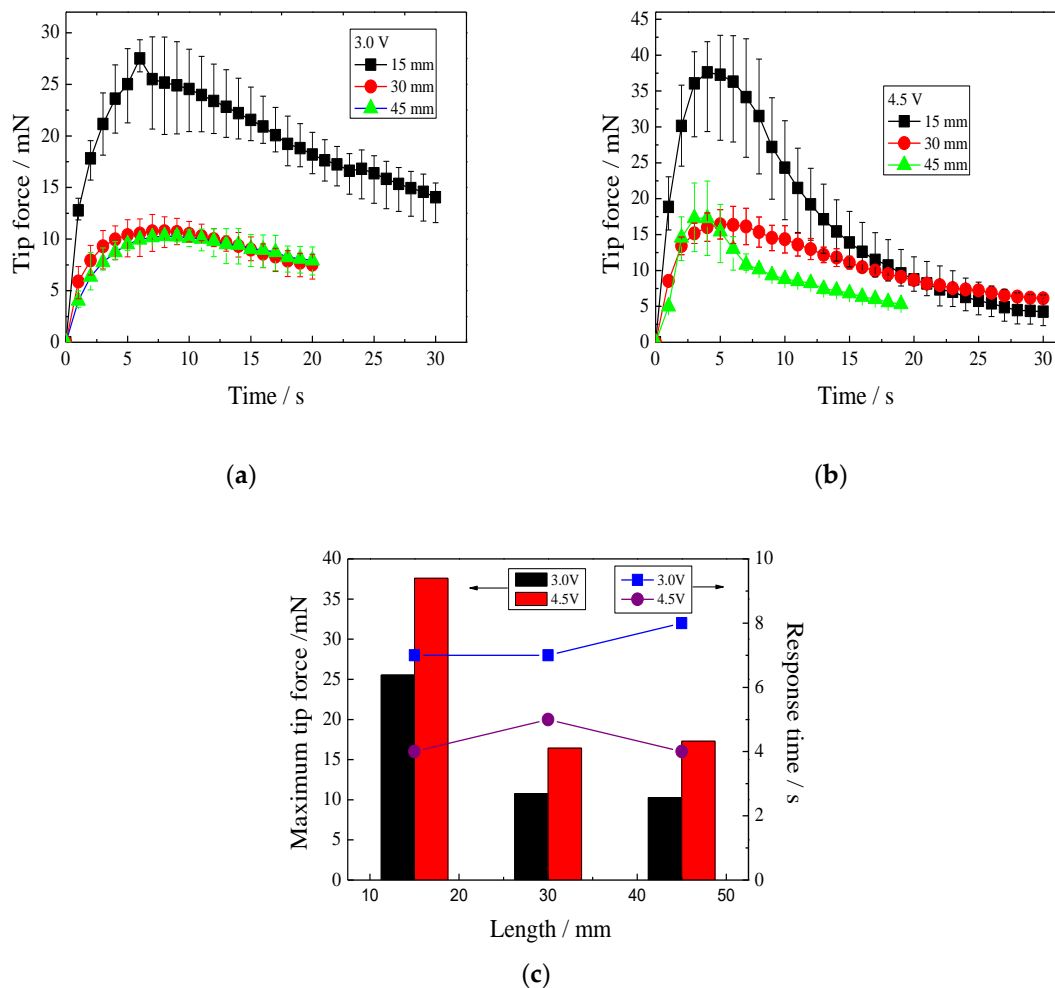 3.0 V
15 mm
30 mm
45 mm
Tip force / mN
30
25
20
15
10
5
0
0 5 10 15 20 25 30
Time / s
(a)
4.5 V
15 mm
30 mm
45 mm
Tip force / mN
45
40
35
30
25
20
15
10
5
0
0 5 10 15 20 25 30
Time / s
(b)
3.0V
4.5V
3.0V
4.5V
Maximum tip force /mN
40
35
30
25
20
15
10
5
0
10 20 30 40 50
Length / mm
10
8
6
4
2
0
Response time / s
(c)